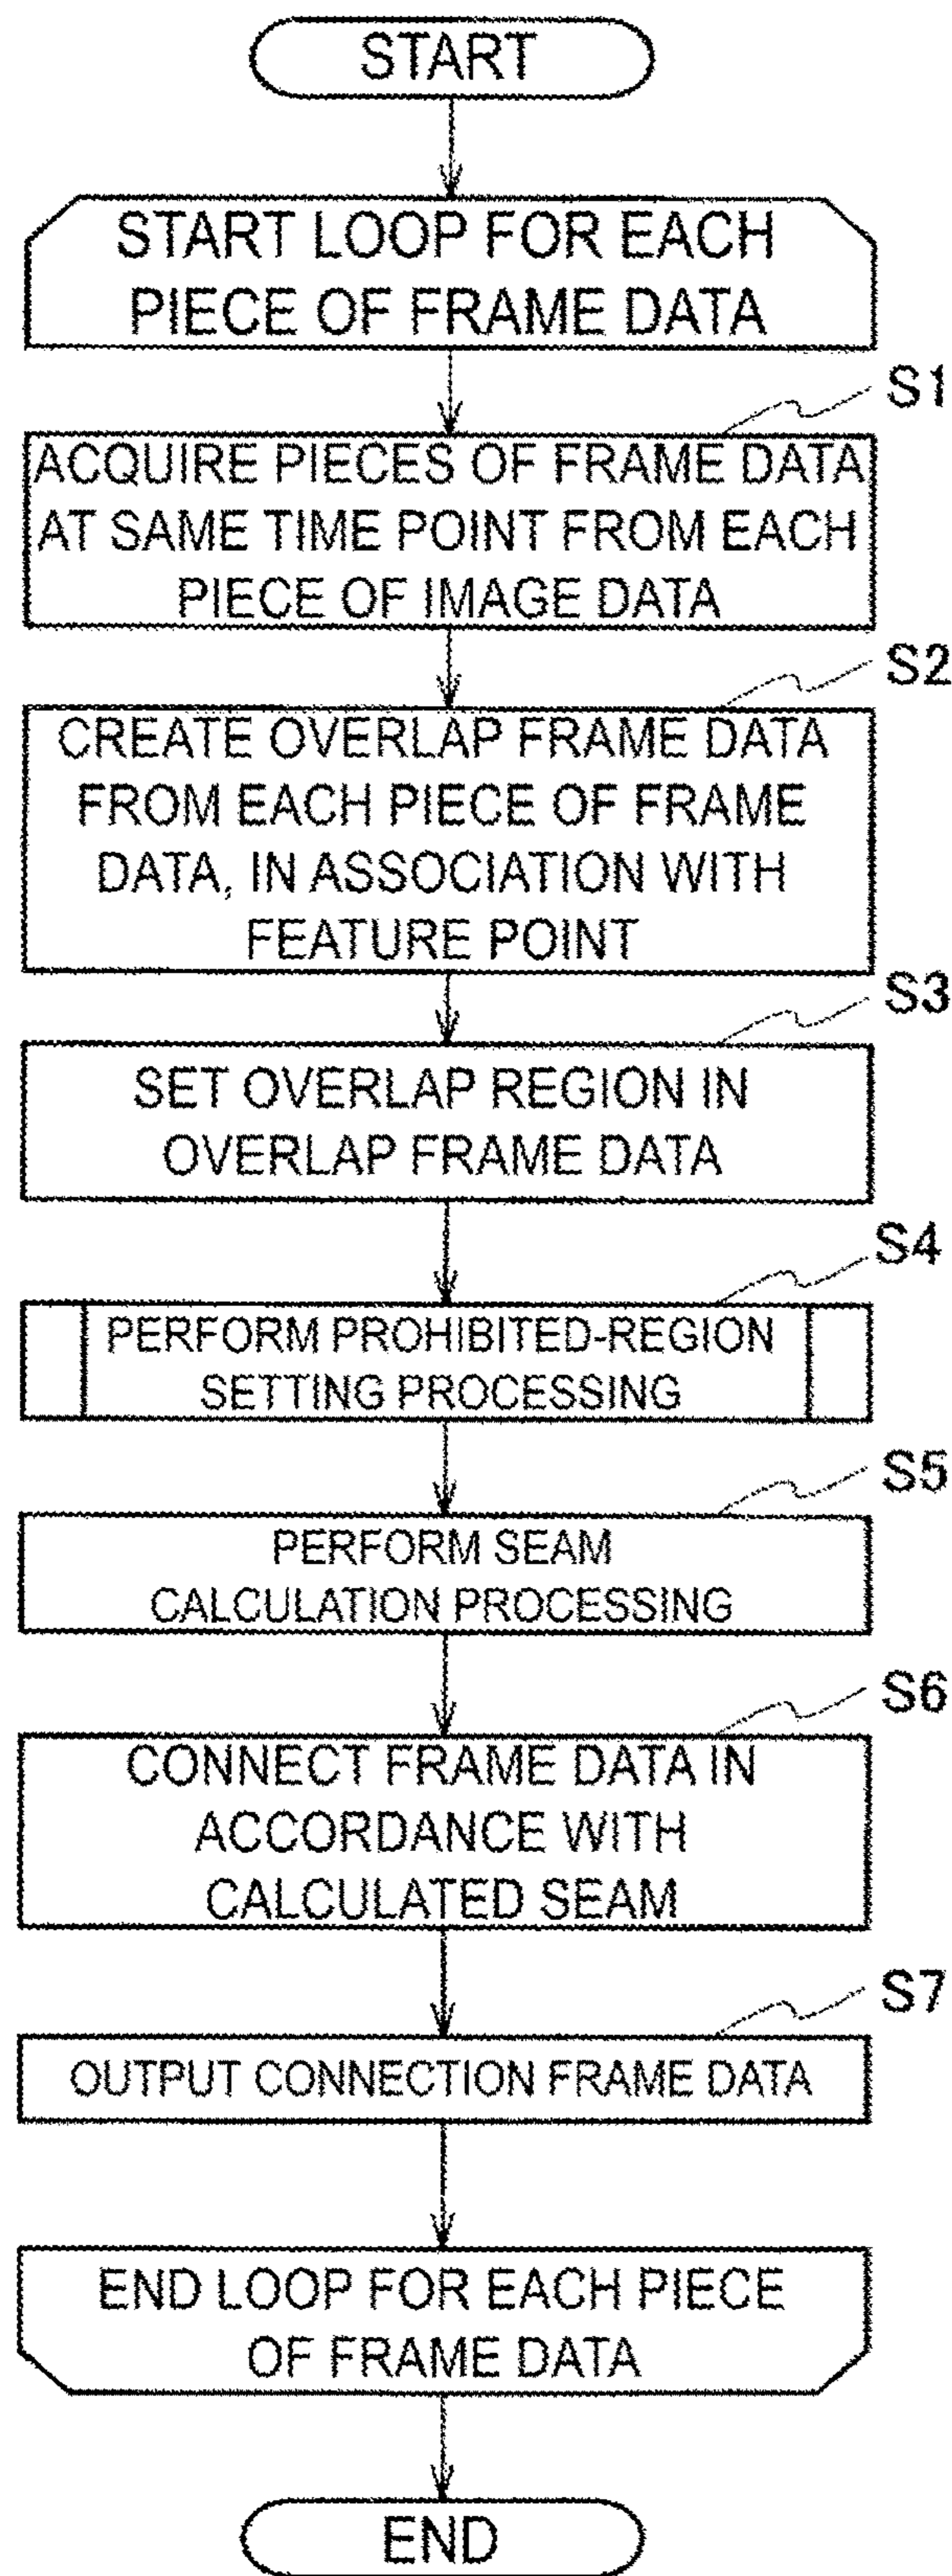 START
START LOOP FOR EACH
PIECE OF FRAME DATA
S1
ACQUIRE PIECES OF FRAME DATA
AT SAME TIME POINT FROM EACH
PIECE OF IMAGE DATA
S2
CREATE OVERLAP FRAME DATA
FROM EACH PIECE OF FRAME
DATA, IN ASSOCIATION WITH
FEATURE POINT
S3
SET OVERLAP REGION IN
OVERLAP FRAME DATA
S4
PERFORM PROHIBITED-REGION
SETTING PROCESSING
S5
PERFORM SEAM
CALCULATION PROCESSING
S6
CONNECT FRAME DATA IN
ACCORDANCE WITH
CALCULATED SEAM
S7
OUTPUT CONNECTION FRAME DATA
END LOOP FOR EACH PIECE
OF FRAME DATA
END